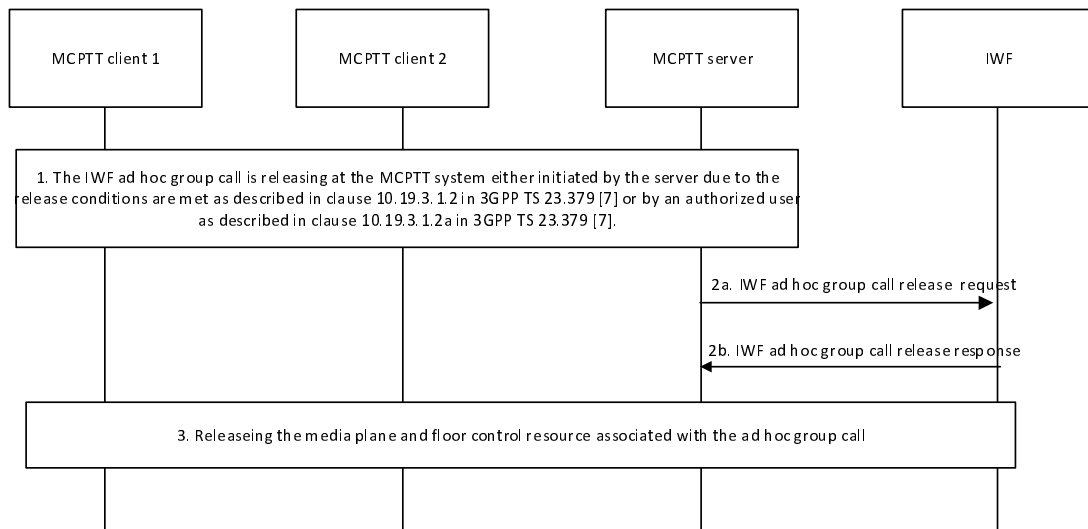 MCPTT client 1
MCPTT client 2
MCPTT server
IWF
1. The IWF ad hoc group call is releasing at the MCPTT system either initiated by the server due to the
release conditions are met as described in clause 10.19.3.1.2 in 3GPP TS 23.379 [7] or by an authorized user
as described in clause 10.19.3.1.2a in 3GPP TS 23.379 [7].
2a. IWF ad hoc group call release request
2b. IWF ad hoc group call release response
3. Releaseing the media plane and floor control resource associated with the ad hoc group call